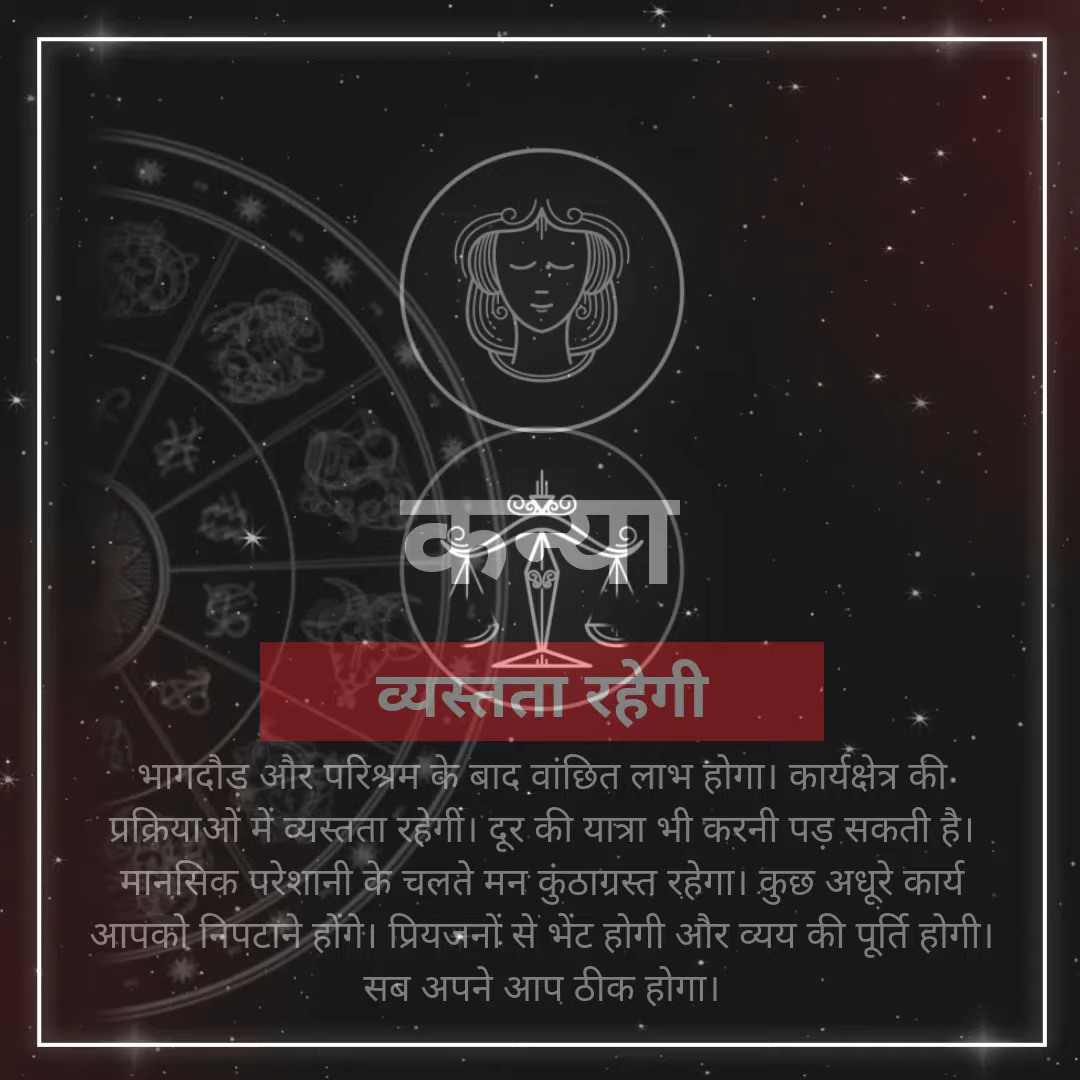 कन्या
व्यस्तता रहेगी
भागदौड़ और परिश्रम के बाद वांछित लाभ होगा। कार्यक्षेत्र की
प्रक्रियाओं में व्यस्तता रहेगीं। दूर की यात्रा भी करनी पड़ सकती है।
मानसिक परेशानी के चलते मन कुंठाग्रस्त रहेगा। कुछ अधूरे कार्य
आपको निपटाने होंगे। प्रियजनों से भेंट होगी और व्यय की पूर्ति होगी।
सब अपने आप ठीक होगा।